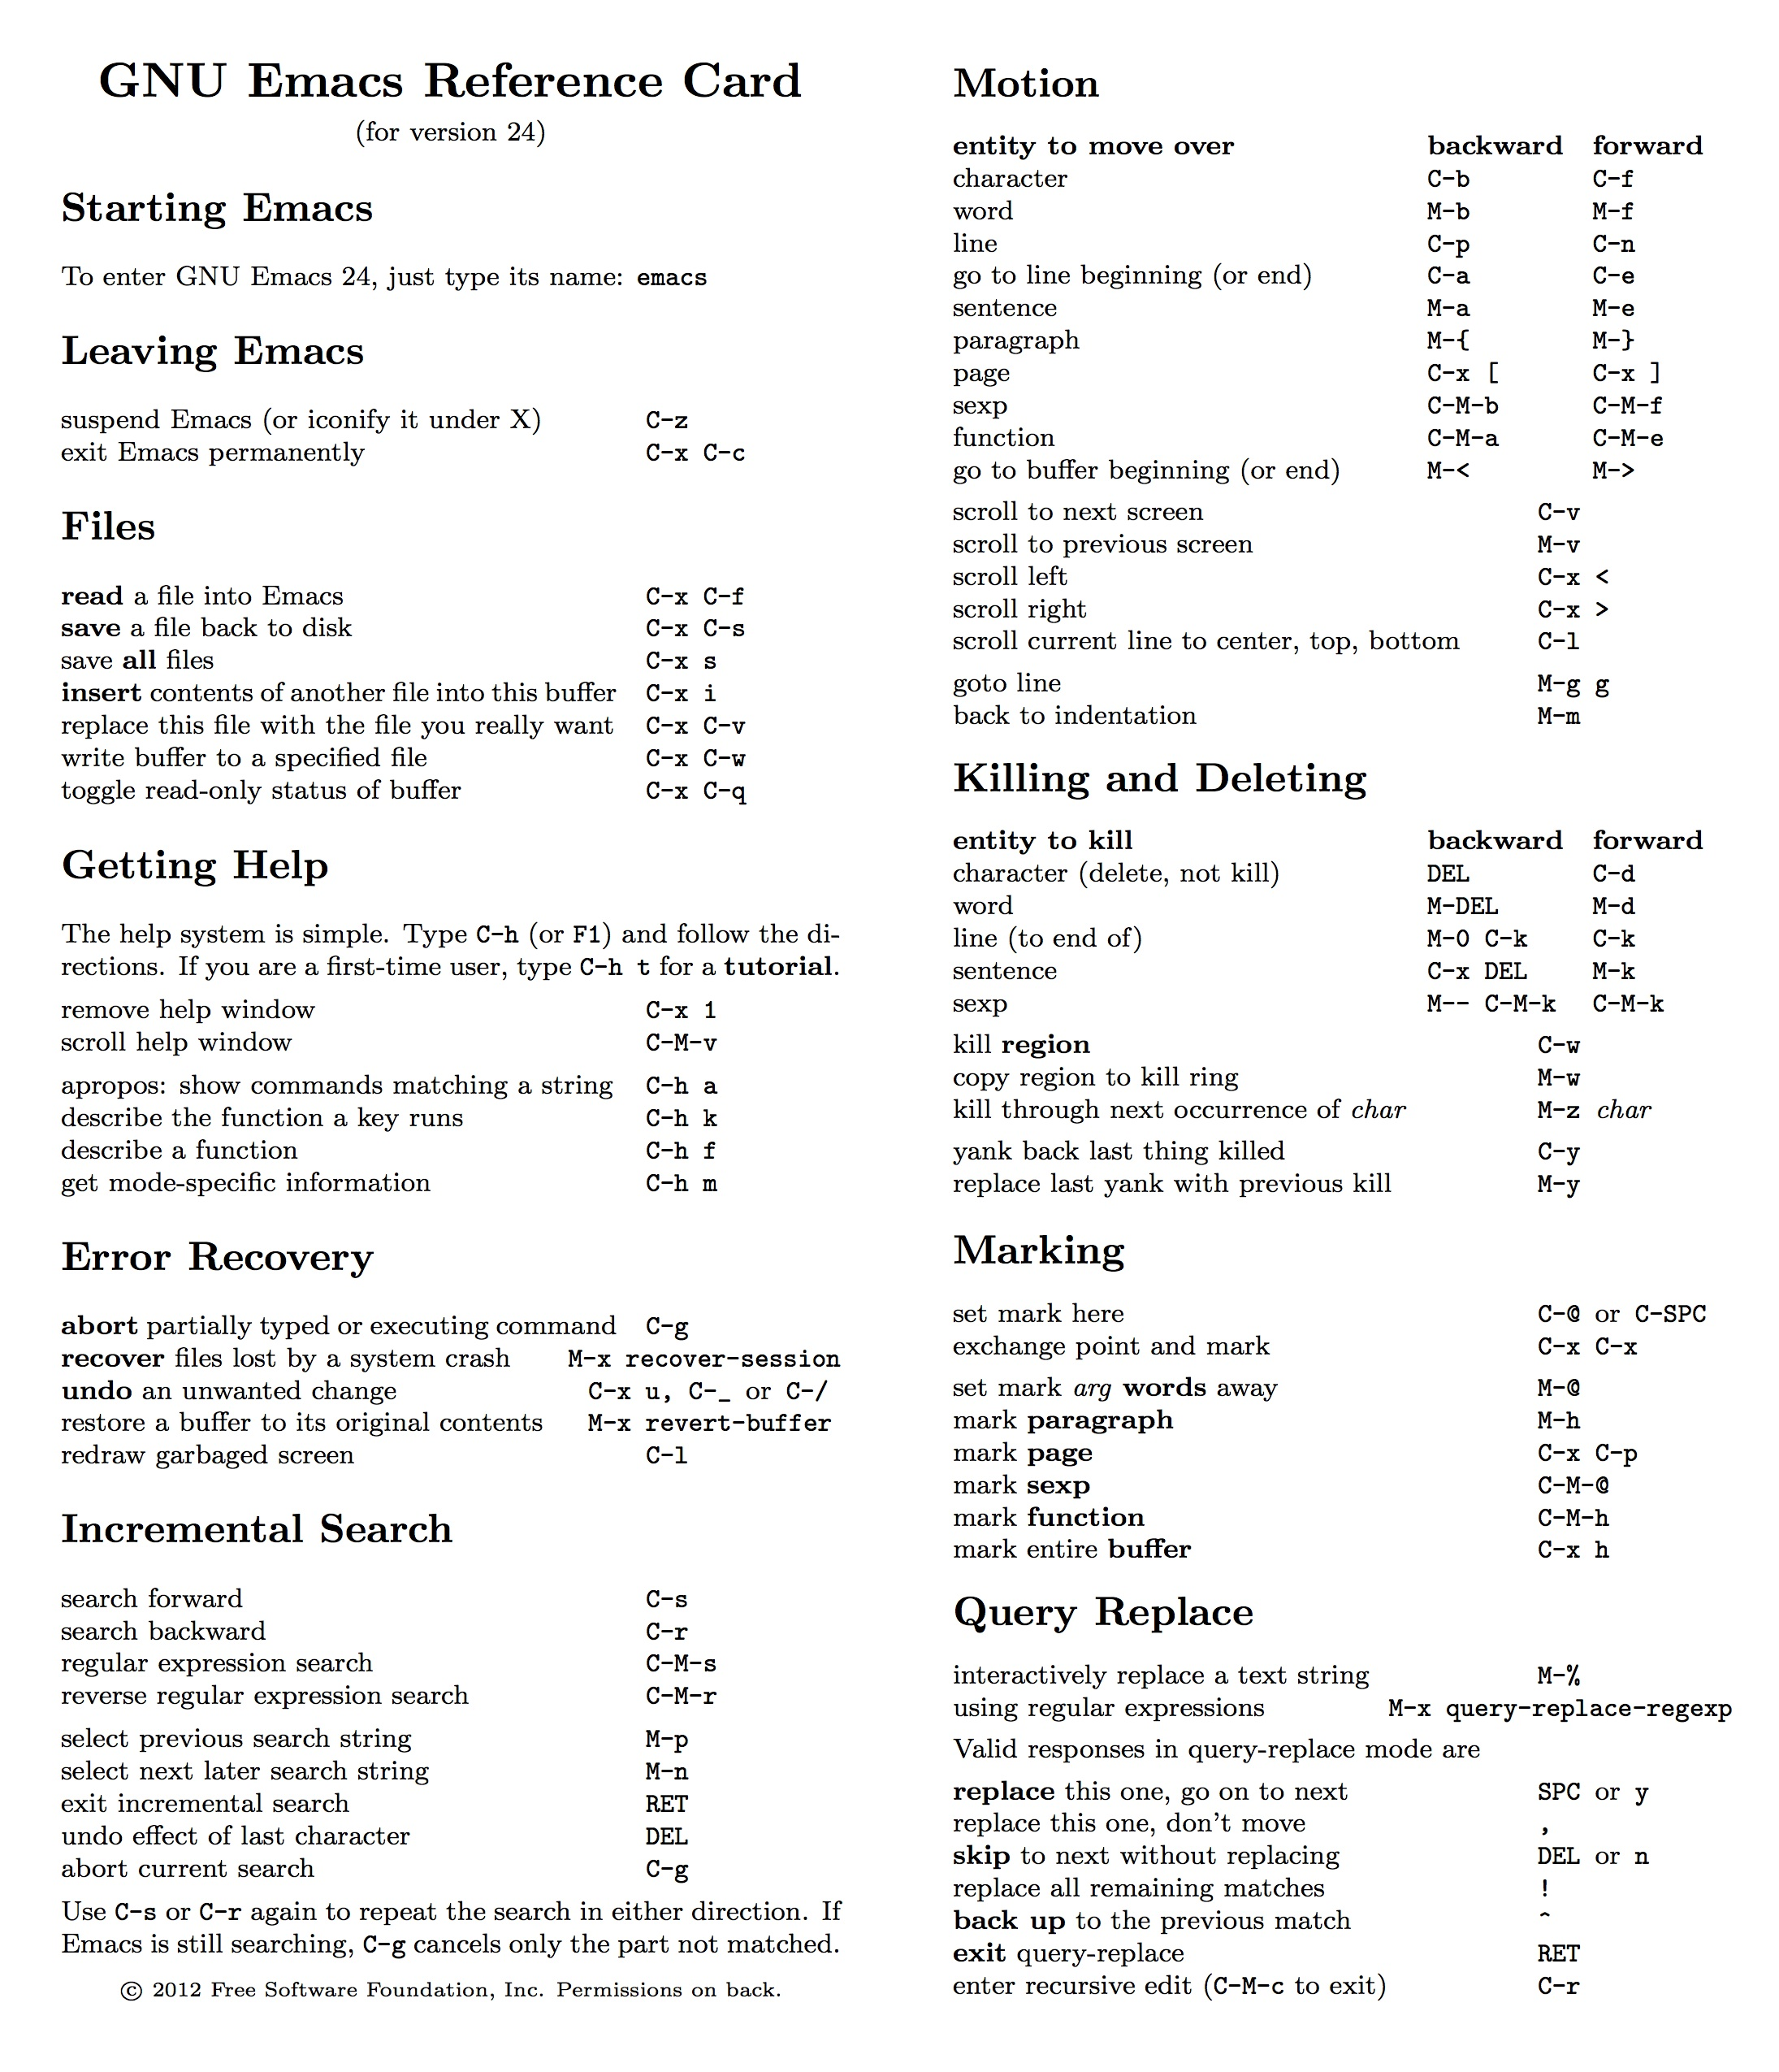 GNU Emacs Reference Card
(for version 24)
Starting Emacs
To enter GNU Emacs 24, just type its name: emacs
Leaving Emacs
suspend Emacs (or iconify it under X) C-z
exit Emacs permanently C-x C-c
Files
read a file into Emacs C-x C-f
save a file back to disk C-x C-s
save all files C-x s
insert contents of another file into this buffer C-x i
replace this file with the file you really want C-x C-v
write buffer to a specified file C-x C-w
toggle read-only status of buffer C-x C-q
Getting Help
The help system is simple. Type C-h (or F1) and follow the di-
rections. If you are a first-time user, type C-h t for a tutorial.
remove help window C-x 1
scroll help window C-M-v
apropos: show commands matching a string C-h a
describe the function a key runs C-h k
describe a function C-h f
get mode-specific information C-h m
Error Recovery
abort partially typed or executing command C-g
recover files lost by a system crash M-x recover-session
undo an unwanted change C-x u, C-_ or C-/
restore a buffer to its original contents M-x revert-buffer
redraw garbaged screen C-l
Incremental Search
search forward C-s
search backward C-r
regular expression search C-M-s
reverse regular expression search C-M-r
select previous search string M-p
select next later search string M-n
exit incremental search RET
undo effect of last character DEL
abort current search C-g
Use C-s or C-r again to repeat the search in either direction. If
Emacs is still searching, C-g cancels only the part not matched.
© 2012 Free Software Foundation, Inc. Permissions on back.
Motion
entity to move over backward forward
character C-b C-f
word M-b M-f
line C-p C-n
go to line beginning (or end) C-a C-e
sentence M-a M-e
paragraph M-{ M-}
page C-x [ C-x ]
sexp C-M-b C-M-f
function C-M-a C-M-e
go to buffer beginning (or end) M-< M->
scroll to next screen C-v
scroll to previous screen M-v
scroll left C-x <
scroll right C-x >
scroll current line to center, top, bottom C-l
goto line M-g g
back to indentation M-m
Killing and Deleting
entity to kill backward forward
character (delete, not kill) DEL C-d
word M-DEL M-d
line (to end of) M-0 C-k C-k
sentence C-x DEL M-k
sexp M-- C-M-k C-M-k
kill region C-w
copy region to kill ring M-w
kill through next occurrence of char M-z char
yank back last thing killed C-y
replace last yank with previous kill M-y
Marking
set mark here C-@ or C-SPC
exchange point and mark C-x C-x
set mark arg words away M-@
mark paragraph M-h
mark page C-x C-p
mark sexp C-M-@
mark function C-M-h
mark entire buffer C-x h
Query Replace
interactively replace a text string M-%
using regular expressions M-x query-replace-regexp
Valid responses in query-replace mode are
replace this one, go on to next SPC or y
replace this one, don't move ,
skip to next without replacing DEL or n
replace all remaining matches !
back up to the previous match ^
exit query-replace RET
enter recursive edit (C-M-c to exit) C-r